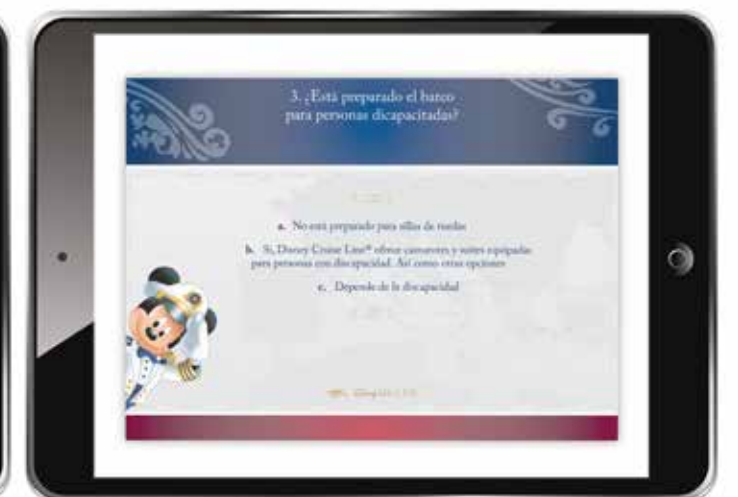 3. ¿Está preparado el barco
para personas dicapacitadas?
a. No está preparado para sillas de ruedas
b. Si, Disney Cruise Line® ofrece camarotes y suites equipadas
para personas con discapacidad. Así como otras opciones
c. Depende de la discapacidad